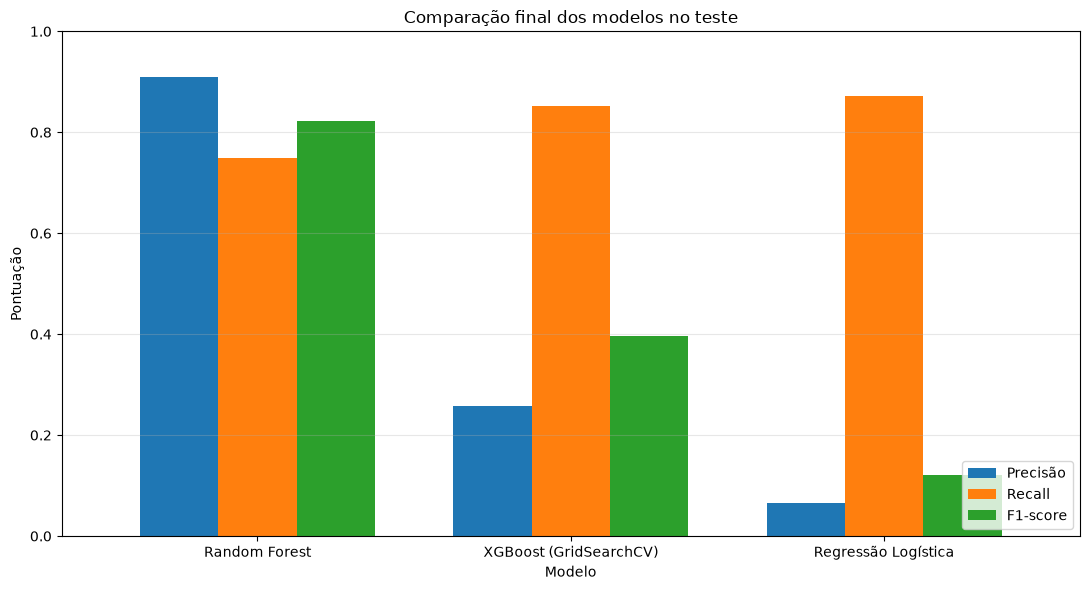 Comparação final dos modelos no teste
1.0
0.8
0.6
0.4
0.2
0.0
Pontuação
Precisão
Recall
F1-score
Random Forest
XGBoost (GridSearchCV)
Regressão Logística
Modelo